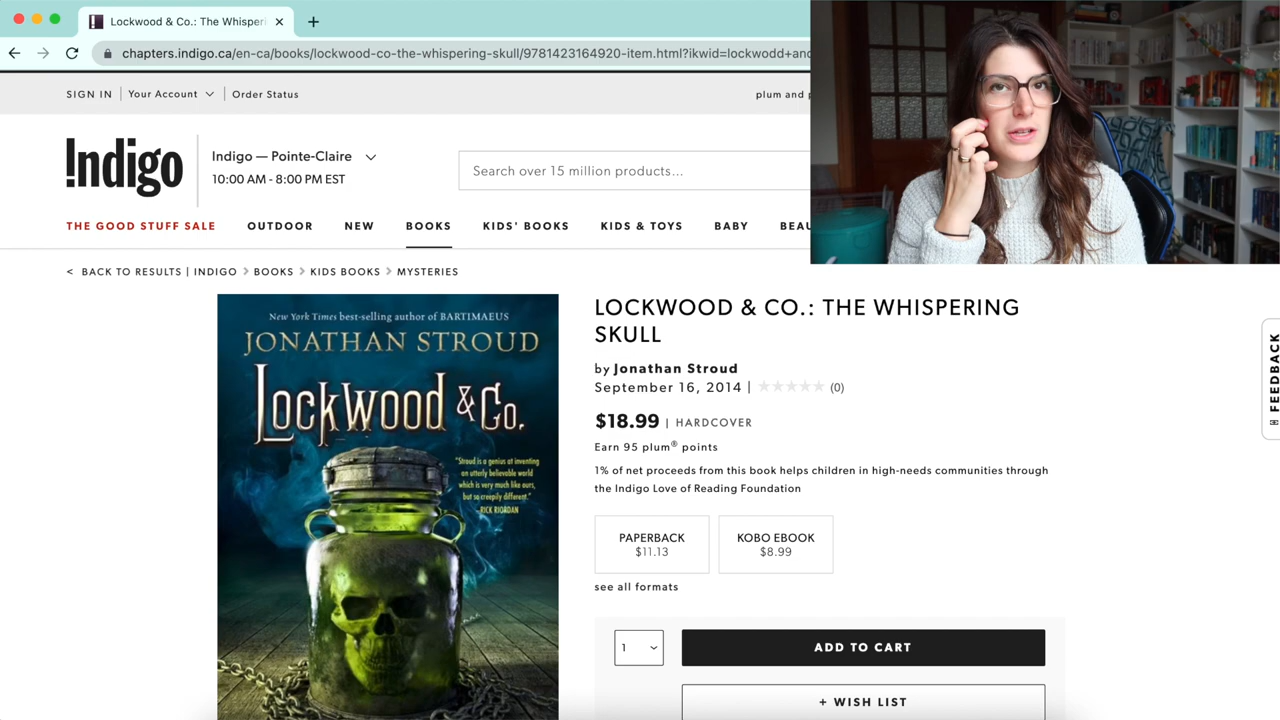 Lockwood & Co.: The Whisperi
chapters.indigo.ca/en-ca/books/lockwood-co-the-whispering-skull/9781423164920-item.html?ikwid=lockwodd+and
SIGN IN | Your Account | Order Status
plum and p
!ndigo
Indigo — Pointe-Claire
10:00 AM - 8:00 PM EST
Search over 15 million products...
THE GOOD STUFF SALE OUTDOOR NEW BOOKS KIDS' BOOKS KIDS & TOYS BABY BEAU
< BACK TO RESULTS | INDIGO > BOOKS > KIDS BOOKS > MYSTERIES
New York Times best-selling author of BARTIMAEUS
JONATHAN STROUD
LOCKWOOD & Co.
"Stroud is a genius at inventing
an utterly believable world
which is very much like ours,
but so creepily different."
-RICK RIORDAN
LOCKWOOD & CO.: THE WHISPERING
SKULL
by Jonathan Stroud
September 16, 2014 | (0)
$18.99 | HARDCOVER
Earn 95 plum® points
1% of net proceeds from this book helps children in high-needs communities through
the Indigo Love of Reading Foundation
PAPERBACK
$11.13
KOBO EBOOK
$8.99
see all formats
1
ADD TO CART
+ WISH LIST
FEEDBACK